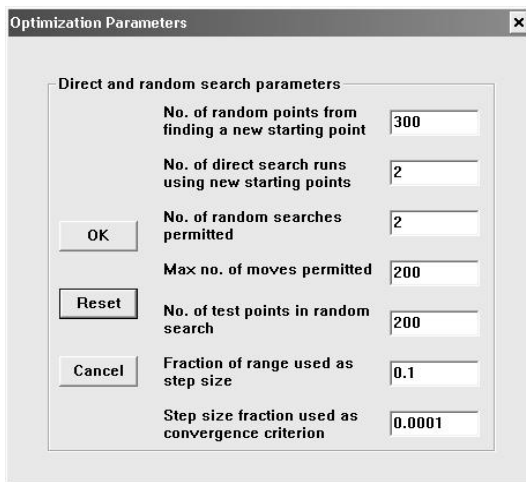 Optimization Parameters
Direct and random search parameters
No. of random points from
finding a new starting point
300
No. of direct search runs
using new starting points
2
No. of random searches
permitted
2
OK
Max no. of moves permitted
200
Reset
No. of test points in random
search
200
Cancel
Fraction of range used as
step size
0.1
Step size fraction used as
convergence criterion
0.0001